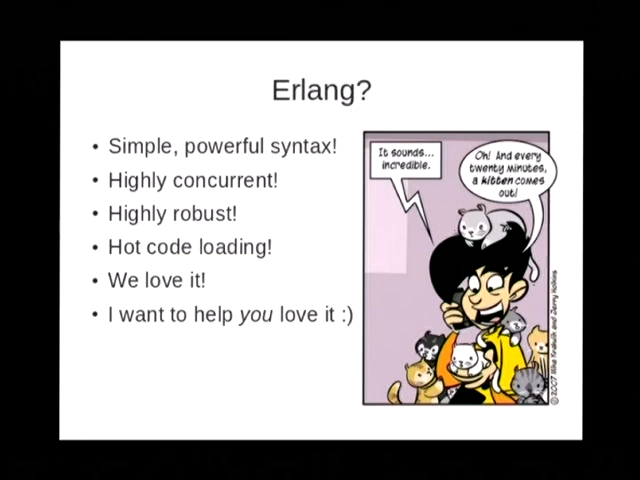 Erlang?
• Simple, powerful syntax!
• Highly concurrent!
• Highly robust!
• Hot code loading!
• We love it!
• I want to help you love it :)
It sounds...
incredible.
Oh! And every
twenty minutes,
a kitten comes
out!
©2007 Mike Krahulik and Jerry Holkins